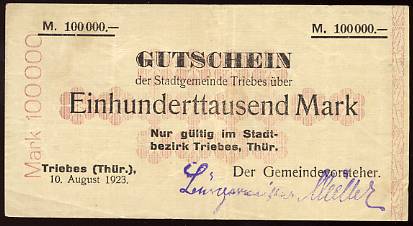 M. 100000.—
M. 100000.—
Mark 100000
GUTSCHEIN
der Stadtgemeinde Triebes über
Einhunderttausend Mark
Nur gültig im Stadt-
bezirk Triebes, Thür.
Triebes (Thür.),
10. August 1923.
Der Gemeindevorsteher.
Müller